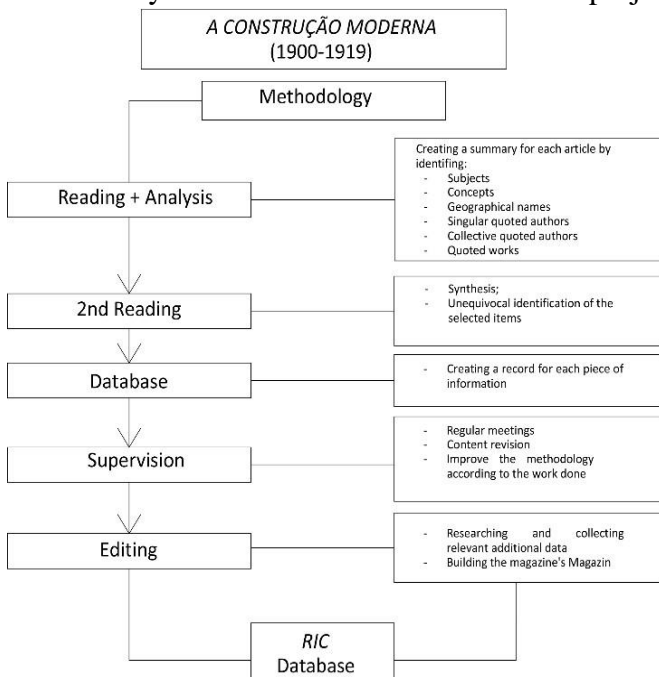 A CONSTRUÇÃO MODERNA
(1900-1919)
Methodology
Reading + Analysis
Creating a summary for each article by
identifing:
- Subjects
- Concepts
- Geographical names
- Singular quoted authors
- Collective quoted authors
- Quoted works
2nd Reading
- Synthesis;
- Unequivocal identification of the
selected items
Database
- Creating a record for each piece of
information
Supervision
- Regular meetings
- Content revision
- Improve the methodology
according to the work done
Editing
- Researching and collecting
relevant additional data
- Building the magazine's Magazin
RIC
Database